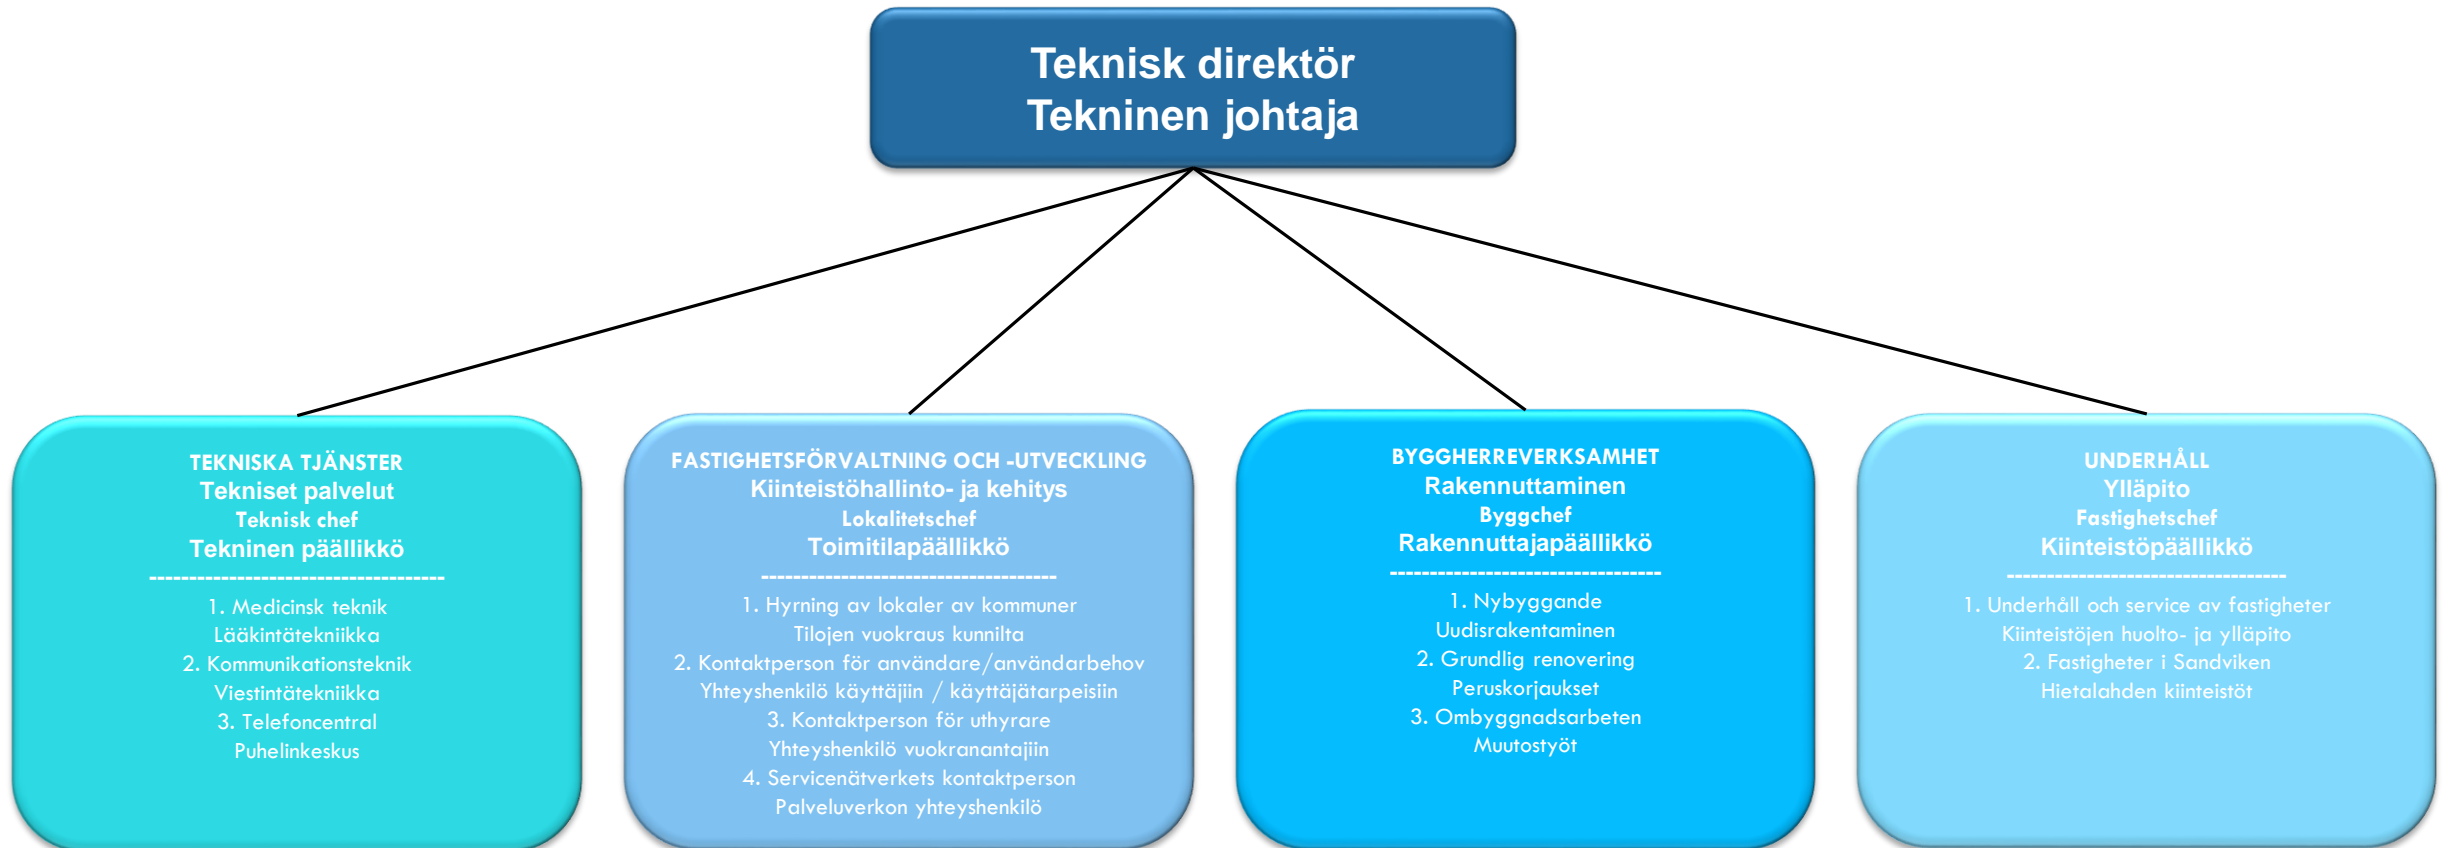 Teknisk direktör
Tekninen johtaja
TEKNISKA TJÄNSTER
Tekniset palvelut
Teknisk chef
Tekninen päällikkö
-------------------------------------
1. Medicinsk teknik
Lääkintätekniikka
2. Kommunikationsteknik
Viestintätekniikka
3. Telefoncentral
Puhelinkeskus
FASTIGHETSFÖRVALTNING OCH -UTVECKLING
Kiinteistöhallinto- ja kehitys
Lokalitetschef
Toimitilapäällikkö
-------------------------------------
1. Hyrning av lokaler av kommuner
Tilojen vuokraus kunnilta
2. Kontaktperson för användare/användarbehov
Yhteyshenkilö käyttäjiin / käyttäjätarpeisiin
3. Kontaktperson för uthyrare
Yhteyshenkilö vuokranantajiin
4. Servicenätverkets kontaktperson
Palveluverkon yhteyshenkilö
BYGGHERREVERKSAMHET
Rakennuttaminen
Byggchef
Rakennuttajapäällikkö
----------------------------------
1. Nybyggande
Uudisrakentaminen
2. Grundlig renovering
Peruskorjaukset
3. Ombyggnadsarbeten
Muutostyöt
UNDERHÅLL
Ylläpito
Fastighetschef
Kiinteistöpäällikkö
-----------------------------------
1. Underhåll och service av fastigheter
Kiinteistöjen huolto- ja ylläpito
2. Fastigheter i Sandviken
Hietalahden kiinteistöt